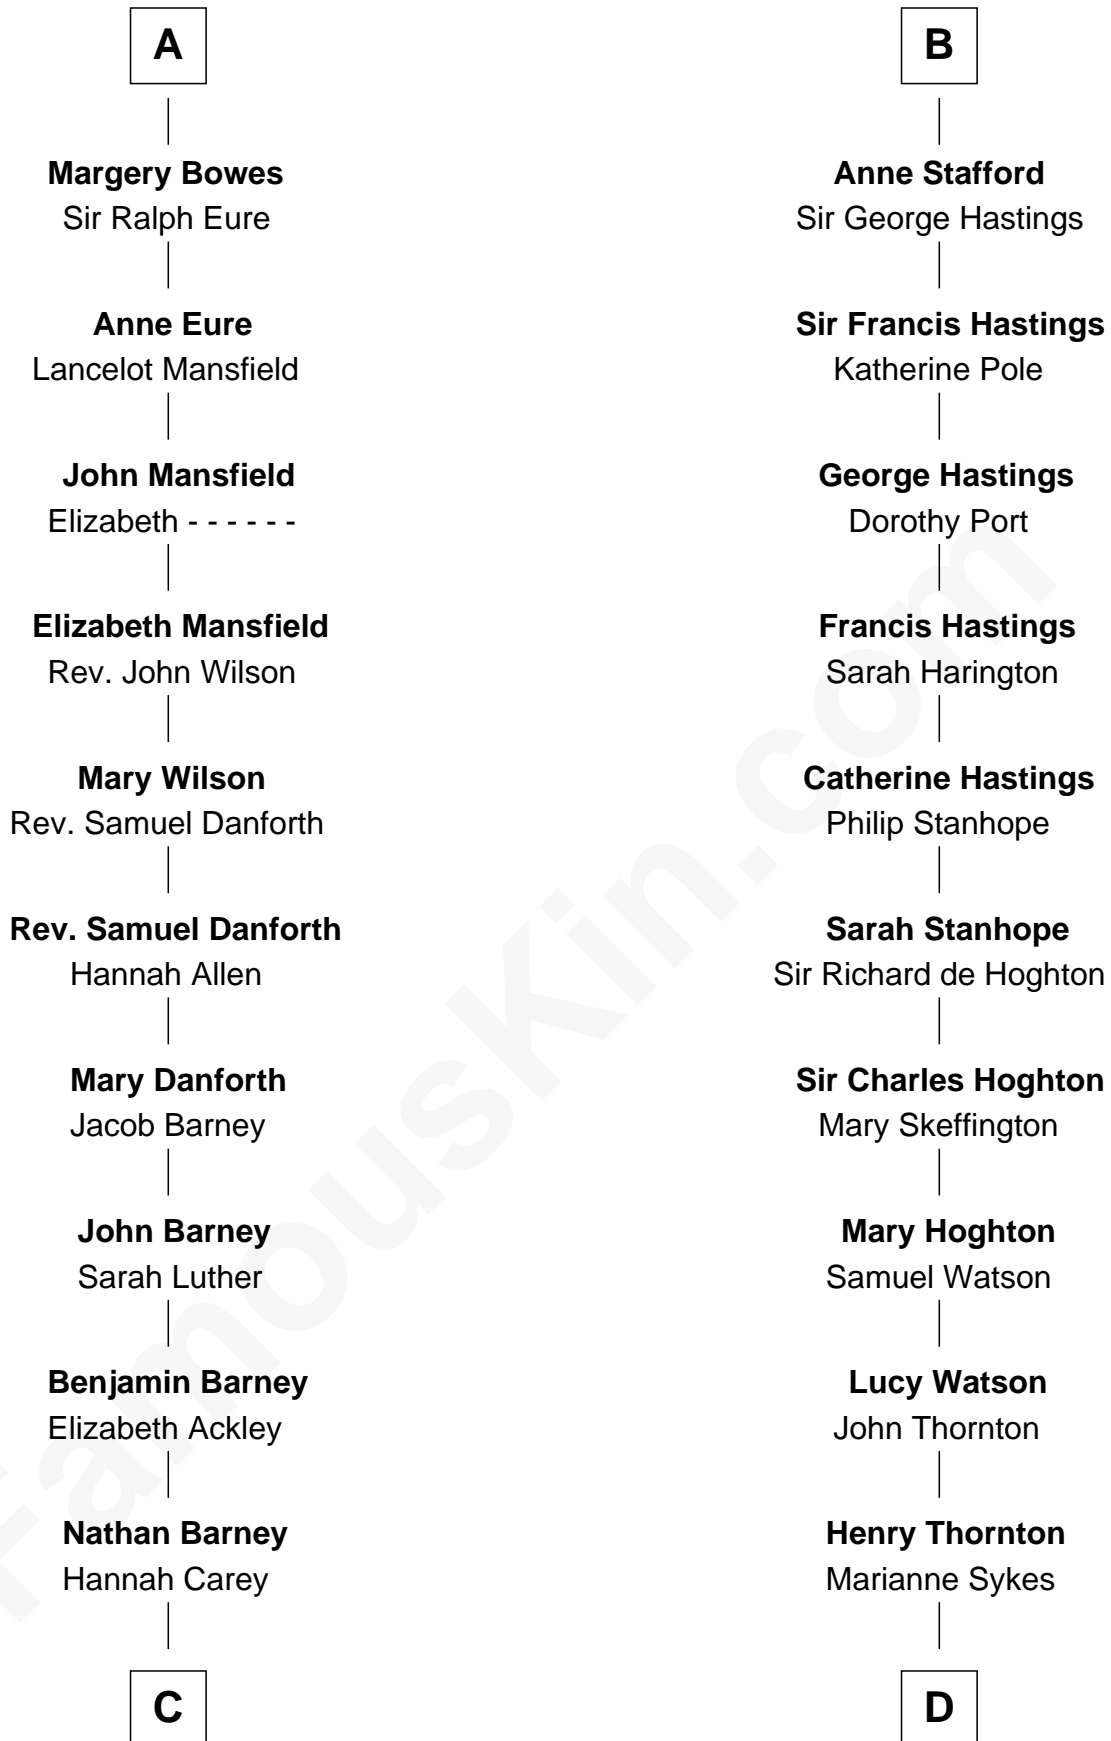 A
Margery Bowes
Sir Ralph Eure
Anne Eure
Lancelot Mansfield
John Mansfield
Elizabeth - - - - - -
Elizabeth Mansfield
Rev. John Wilson
Mary Wilson
Rev. Samuel Danforth
Rev. Samuel Danforth
Hannah Allen
Mary Danforth
Jacob Barney
John Barney
Sarah Luther
Benjamin Barney
Elizabeth Ackley
Nathan Barney
Hannah Carey
C
B
Anne Stafford
Sir George Hastings
Sir Francis Hastings
Katherine Pole
George Hastings
Dorothy Port
Francis Hastings
Sarah Harington
Catherine Hastings
Philip Stanhope
Sarah Stanhope
Sir Richard de Hoghton
Sir Charles Hoghton
Mary Skeffington
Mary Hoghton
Samuel Watson
Lucy Watson
John Thornton
Henry Thornton
Marianne Sykes
D
FamousKin.com